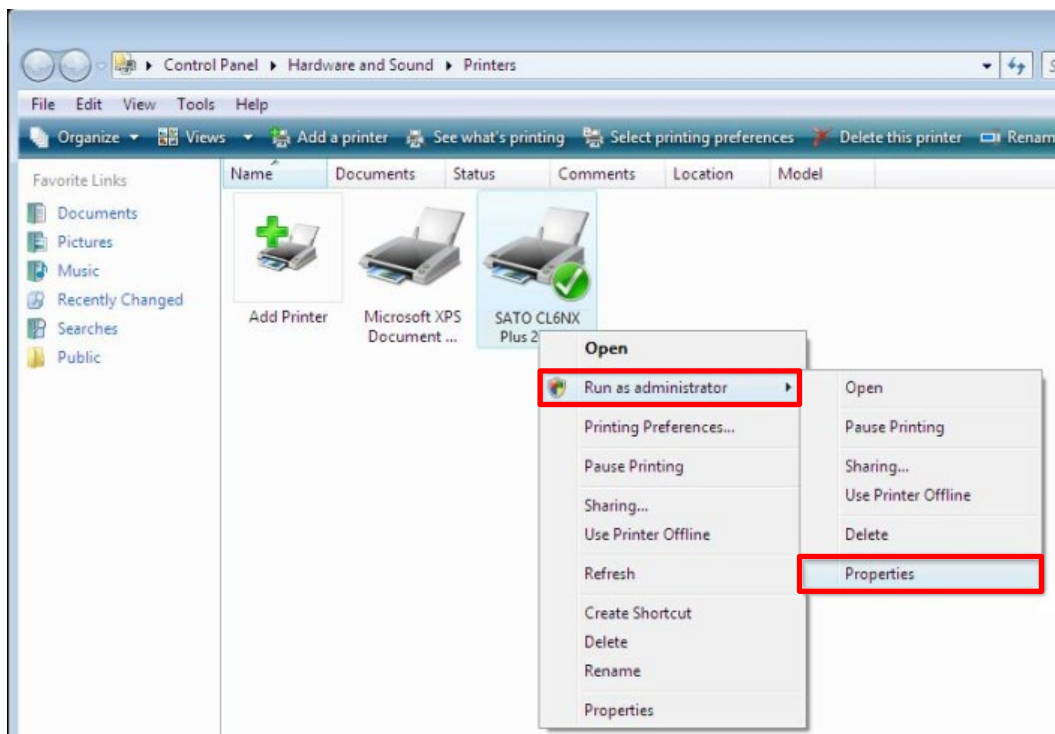 Control Panel ▸ Hardware and Sound ▸ Printers
File Edit View Tools Help
Organize Views Add a printer See what's printing Select printing preferences Delete this printer
Favorite Links
Documents
Pictures
Music
Recently Changed
Searches
Public
Name Documents Status Comments Location Model
Add Printer
Microsoft XPS
Document ...
SATO CL6NX
Plus
Open
Run as administrator
Printing Preferences...
Pause Printing
Sharing...
Use Printer Offline
Refresh
Create Shortcut
Delete
Rename
Properties
Open
Pause Printing
Sharing...
Use Printer Offline
Delete
Properties